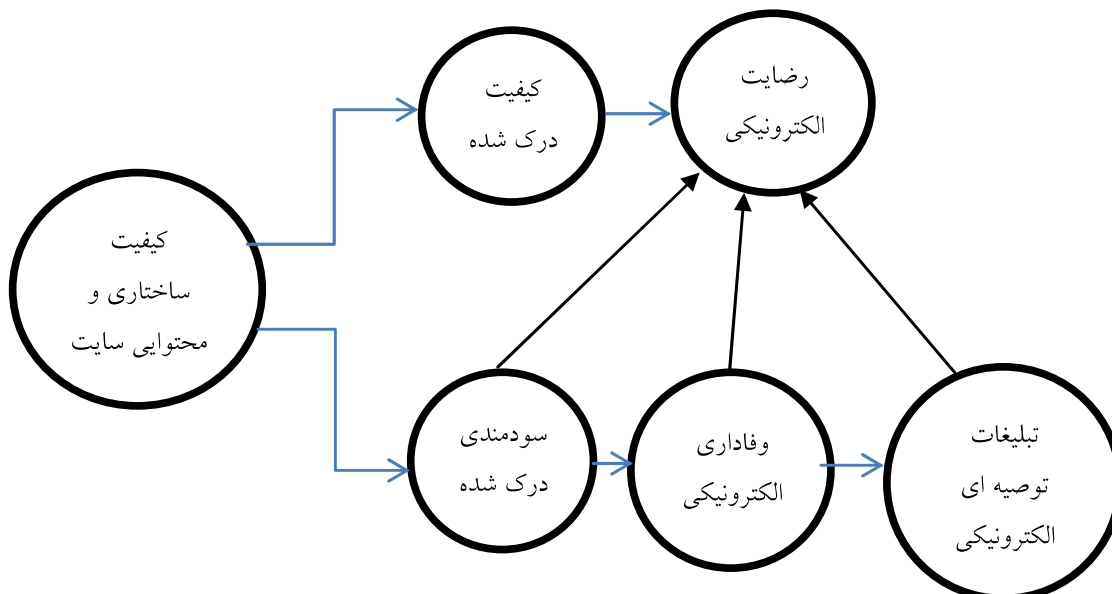 کیفیت
درک شده
رضایت
الکترونیکی
کیفیت
ساختاری و
محتوایی سایت
سودمندی
درک شده
وفاداری
الکترونیکی
تبلیغات
توصیه ای
الکترونیکی